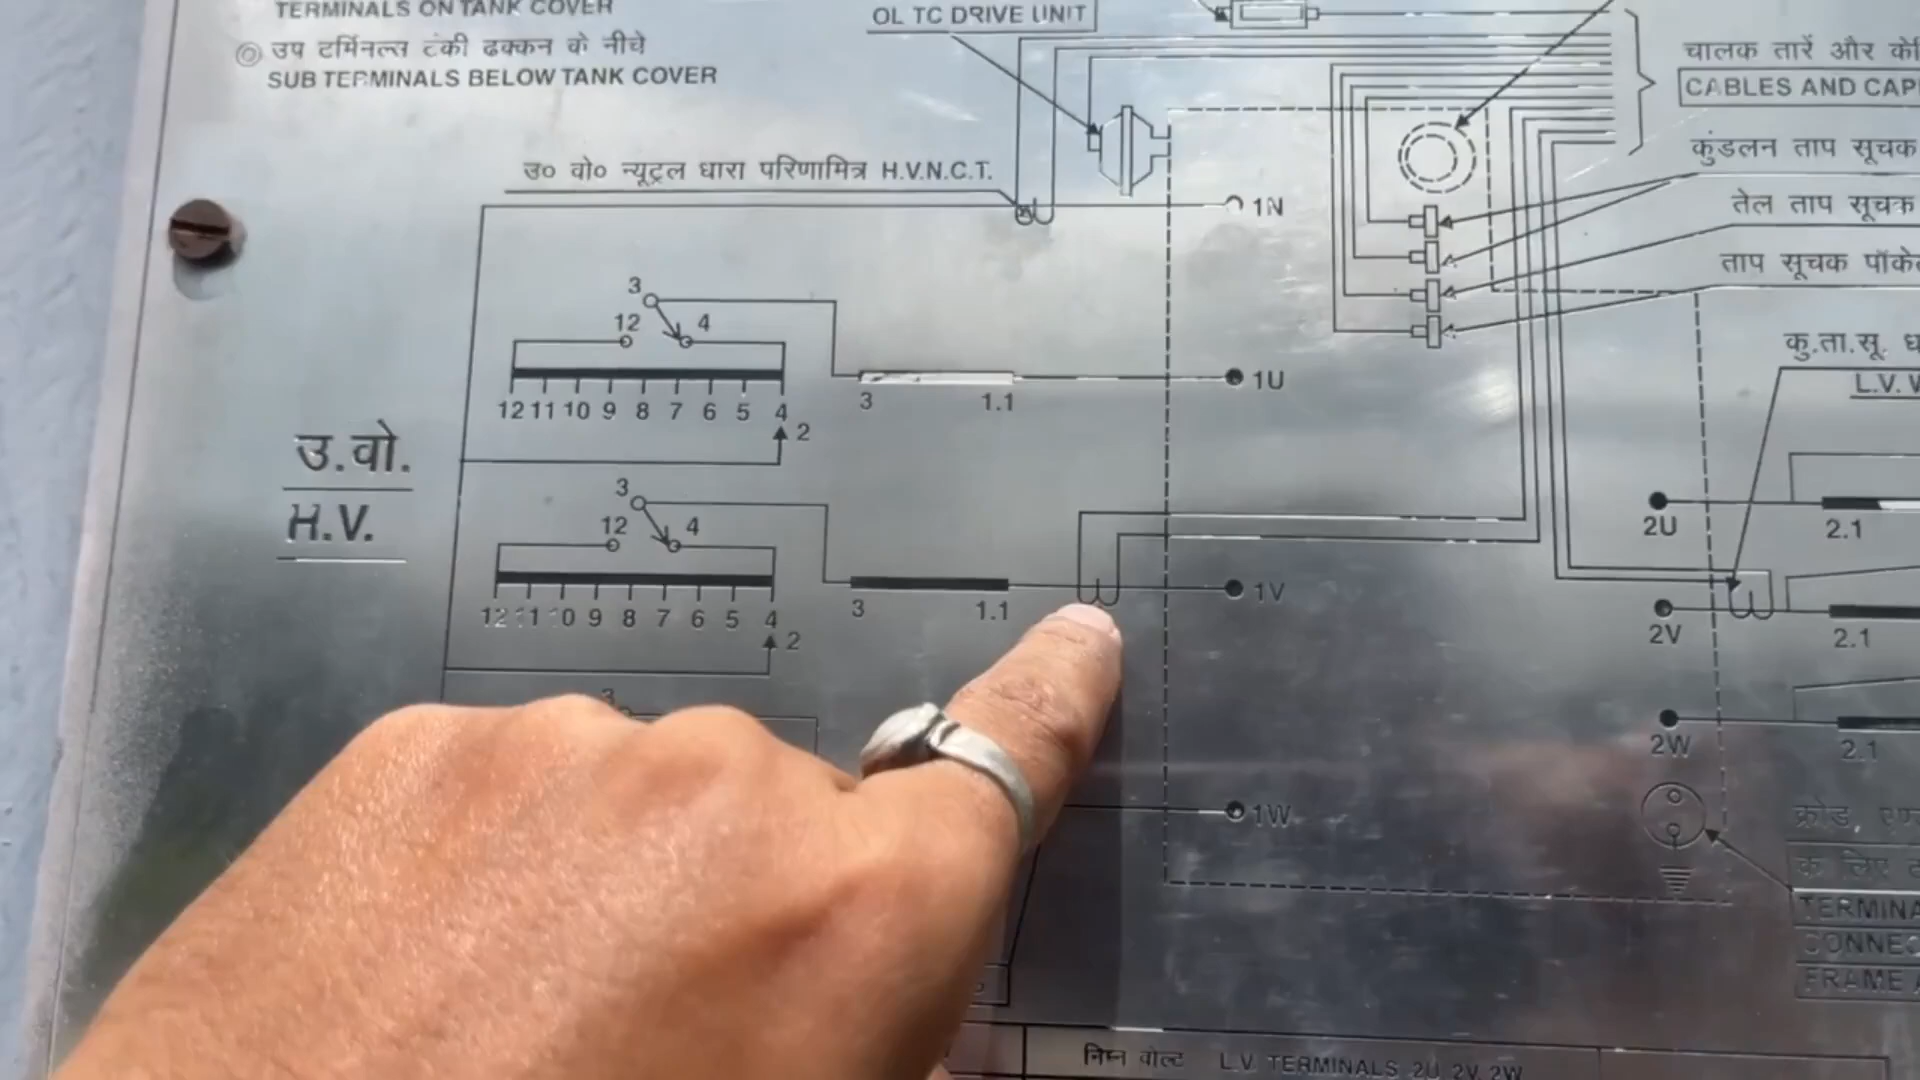 TERMINALS ON TANK COVER
उप टर्मिनल्स टंकी ढक्कन के नीचे
SUB TERMINALS BELOW TANK COVER
OL TC DRIVE UNIT
चालक तारें और
CABLES AND
उ० वो० न्यूट्रल धारा परिणामित्र H.V.N.C.T.
कुंडलन ताप सूचक
1N
तेल ताप सूचक
ताप सूचक
3
12 4
12 11 10 9 8 7 6 5 4
2
3 1.1
1U
कु.ता.सू.
L.V.
उ.वो.
H.V.
3
12 4
12 11 10 9 8 7 6 5 4
2
3 1.1
1V
2U 2.1
2V 2.1
2W 2.1
3
1W
क्रोड
के लिए
निम्न वोल्ट L.V. TERMINALS 2U, 2V, 2W